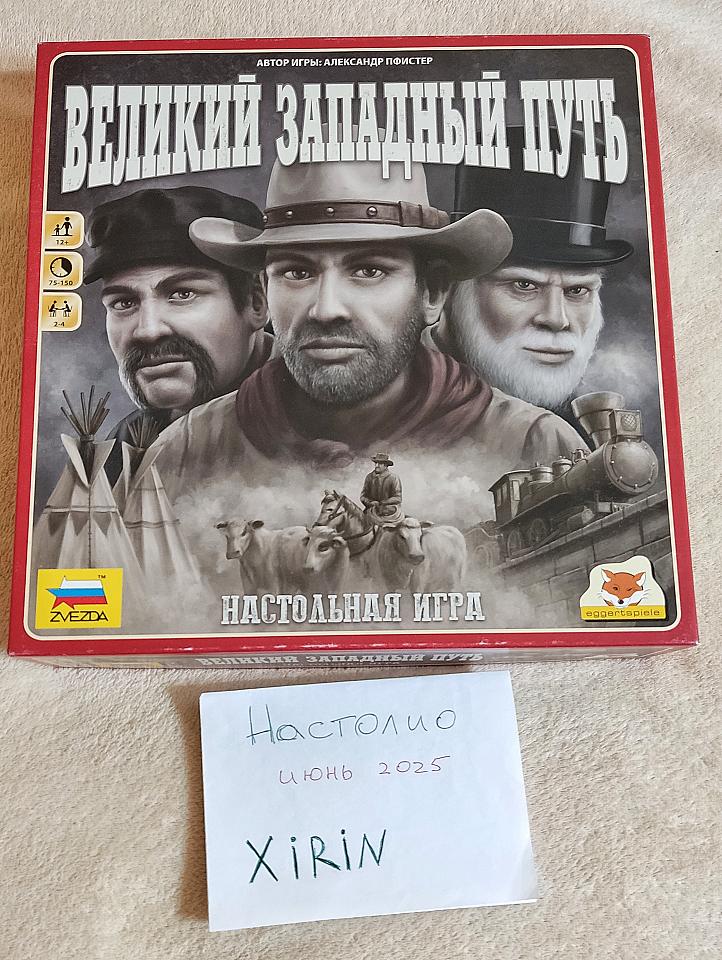 АВТОР ИГРЫ: АЛЕКСАНДР ПФИСТЕР
ВЕЛИКИЙ ЗАПАДНЫЙ ПУТЬ
12+
75-150
2-4
НАСТОЛЬНАЯ ИГРА
ZVEZDA™
eggertspiele
ВЕЛИКИЙ ЗАПАДНЫЙ ПУТЬ
Настолио
июнь 2025
XiRiN